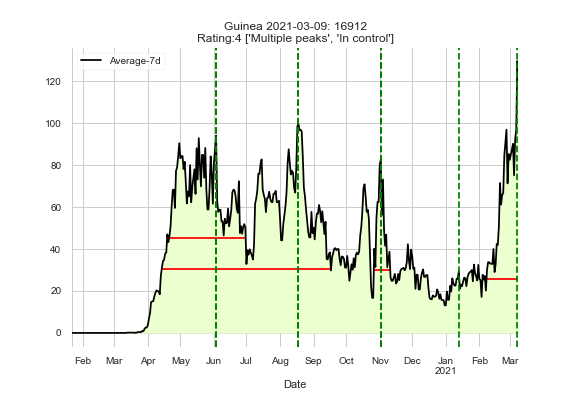 Guinea 2021-03-09: 16912
Rating:4 ['Multiple peaks', 'In control']
Average-7d
120
100
80
60
40
20
0
Feb Mar Apr May Jun Jul Aug Sep Oct Nov Dec Jan Feb Mar
2021
Date